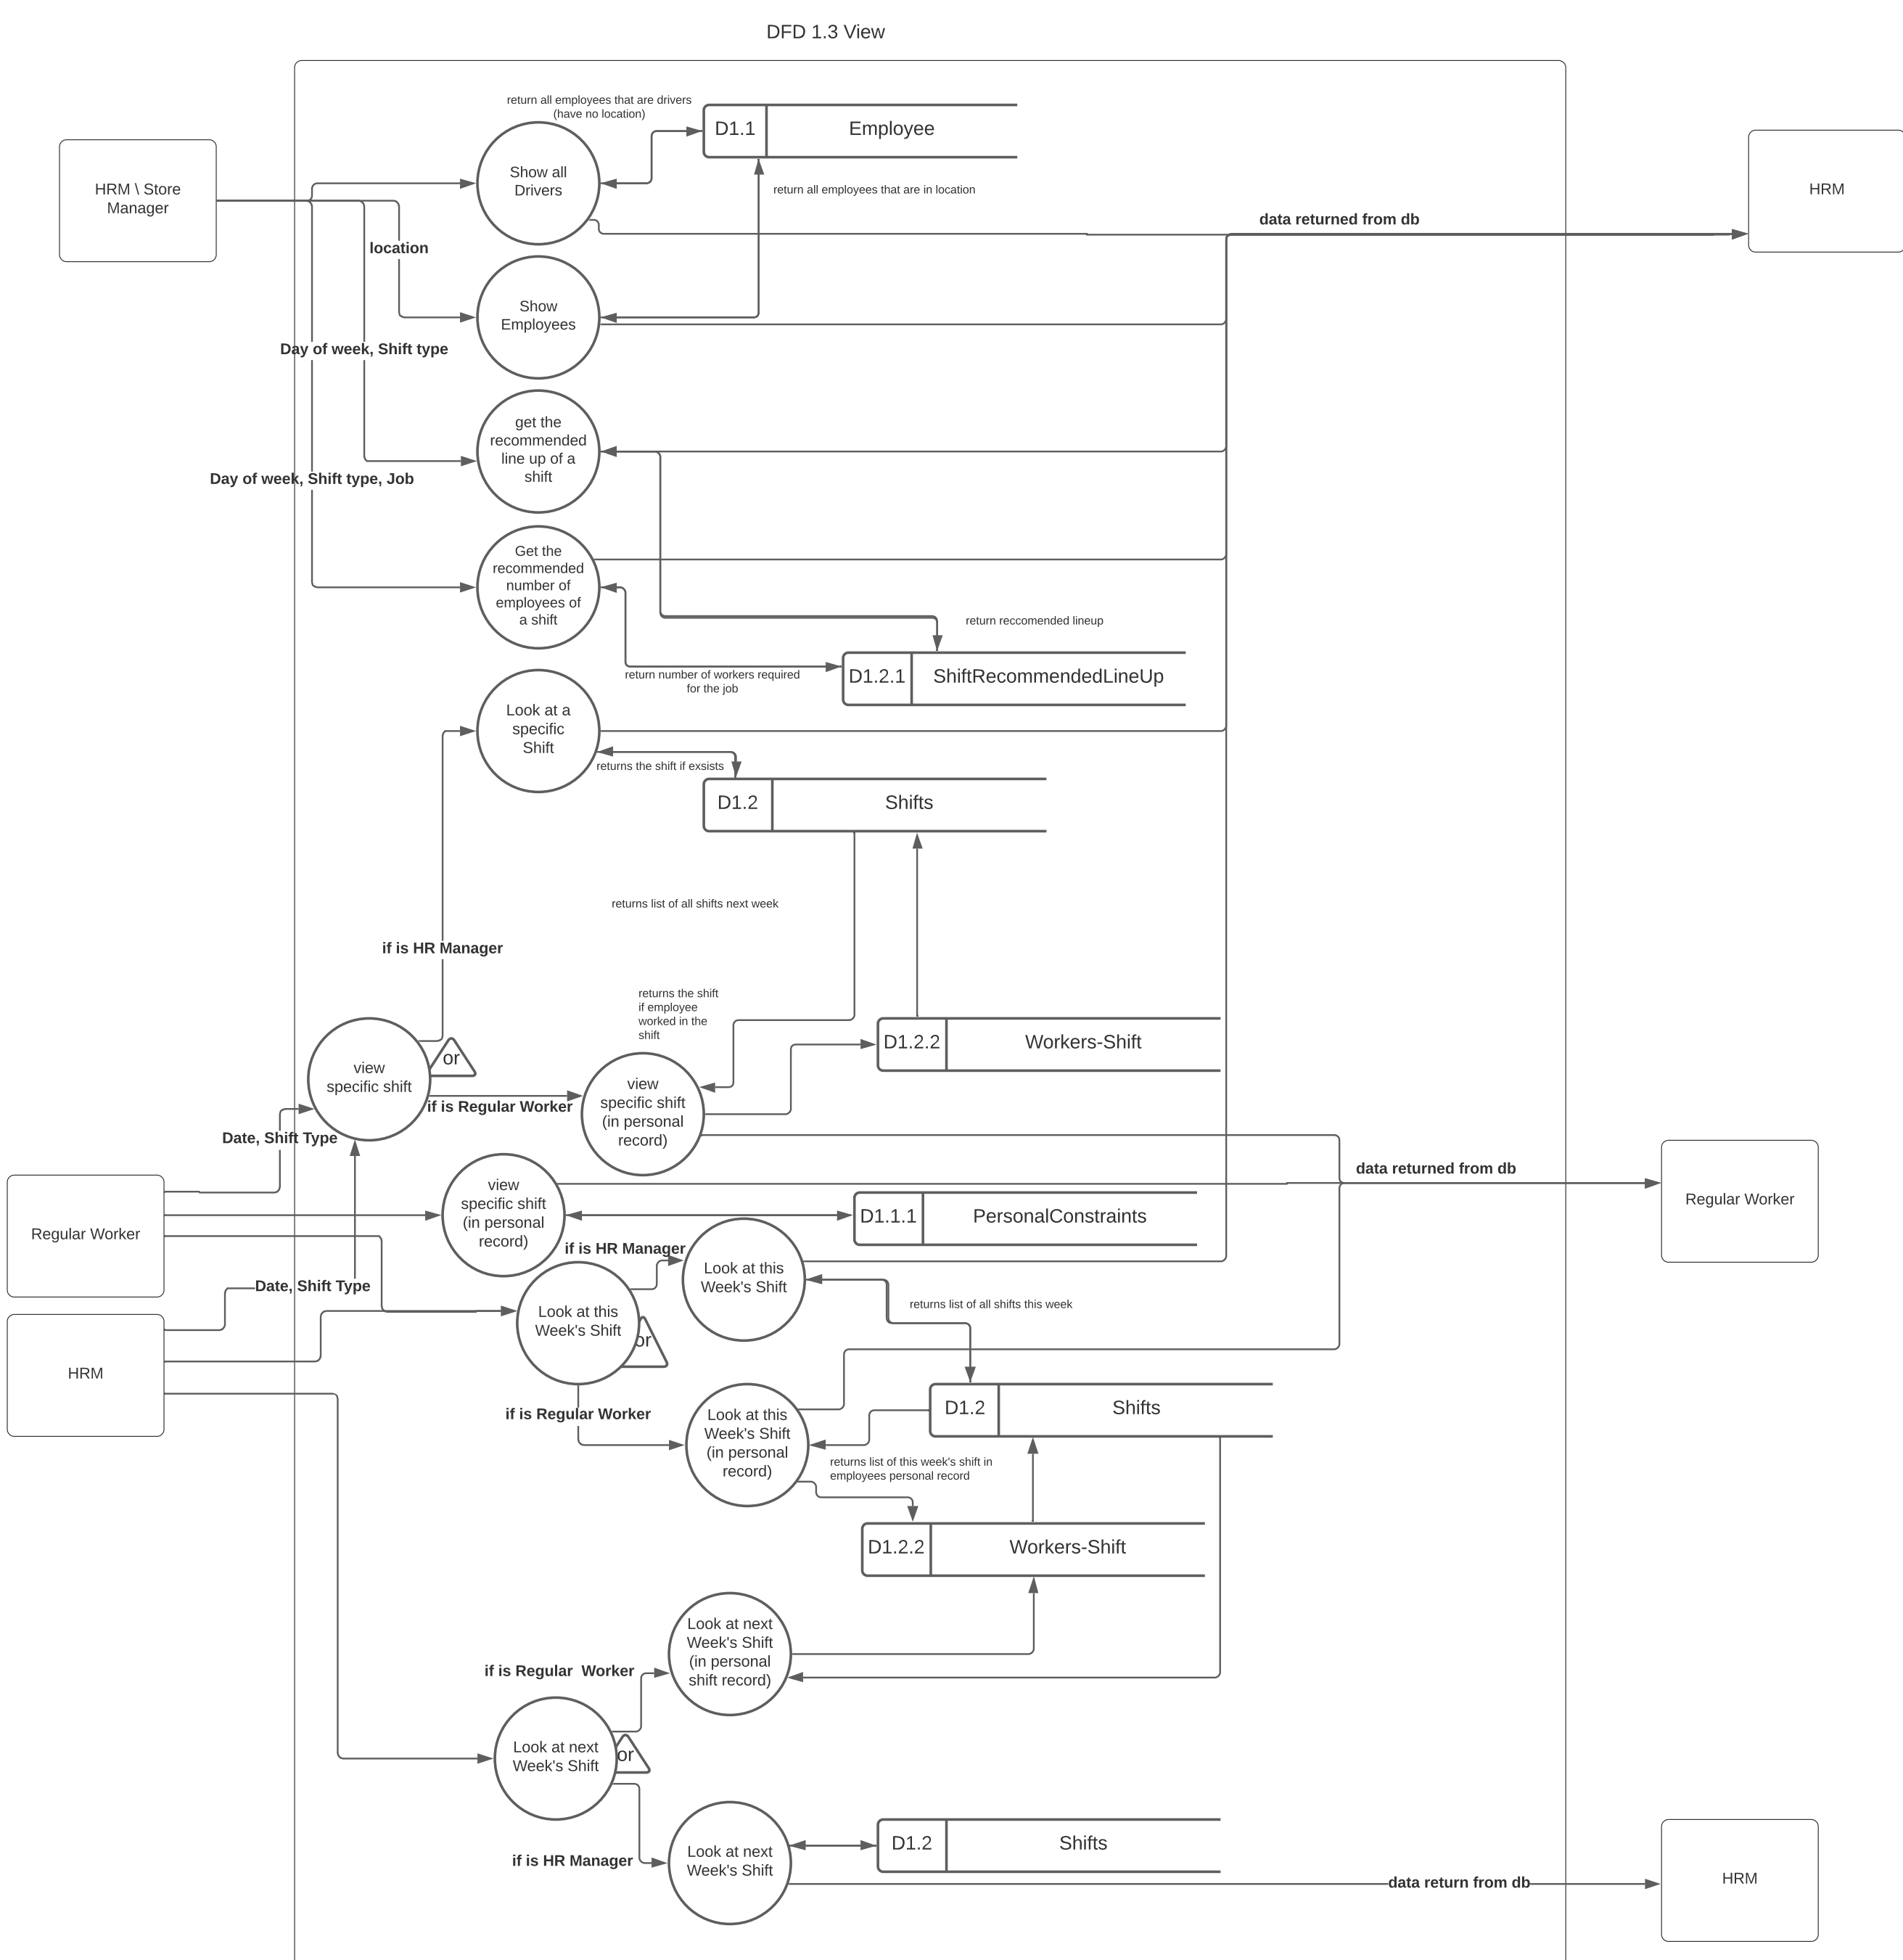 DFD 1.3 View
return all employees that are drivers
(have no location)
D1.1
Employee
HRM \ Store
Manager
Show all
Drivers
HRM
return all employees that are in location
data returned from db
location
Show
Employees
Day of week, Shift type
get the
recommended
line up of a
shift
Day of week, Shift type, Job
Get the
recommended
number of
employees of
a shift
return reccomended lineup
return number of workers required
for the job
D1.2.1
ShiftRecommendedLineUp
Look at a
specific
Shift
returns the shift if exsists
D1.2
Shifts
returns list of all shifts next week
if is HR Manager
returns the shift
if employee
worked in the
shift
D1.2.2
Workers-Shift
or
view
specific shift
if is Regular Worker
view
specific shift
(in personal
record)
Date, Shift Type
data returned from db
Regular Worker
view
specific shift
(in personal
record)
D1.1.1
PersonalConstraints
Regular Worker
if is HR Manager
Look at this
Week's Shift
Date, Shift Type
returns list of all shifts this week
Look at this
Week's Shift
or
HRM
if is Regular Worker
Look at this
Week's Shift
(in personal
record)
D1.2
Shifts
returns list of this week's shift in
employees personal record
D1.2.2
Workers-Shift
Look at next
Week's Shift
(in personal
shift record)
if is Regular  Worker
Look at next
Week's Shift
or
if is HR Manager
Look at next
Week's Shift
D1.2
Shifts
data return from db
HRM